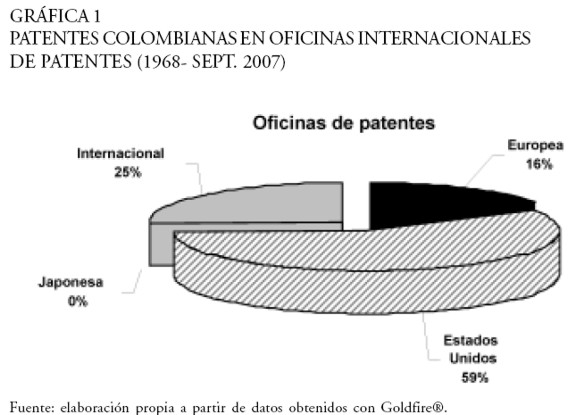 GRÁFICA 1
PATENTES COLOMBIANAS EN OFICINAS INTERNACIONALES
DE PATENTES (1968- SEPT. 2007)
Oficinas de patentes
Internacional
25%
Europea
16%
Japonesa
0%
Estados
Unidos
59%
Fuente: elaboración propia a partir de datos obtenidos con Goldfire®.